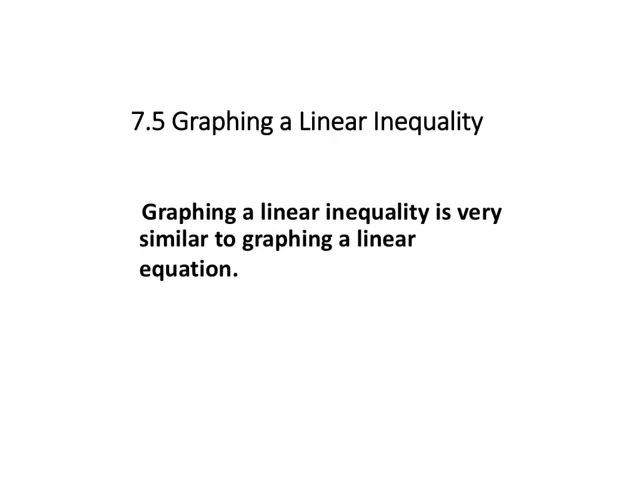 7.5 Graphing a Linear Inequality
Graphing a linear inequality is very
similar to graphing a linear
equation.